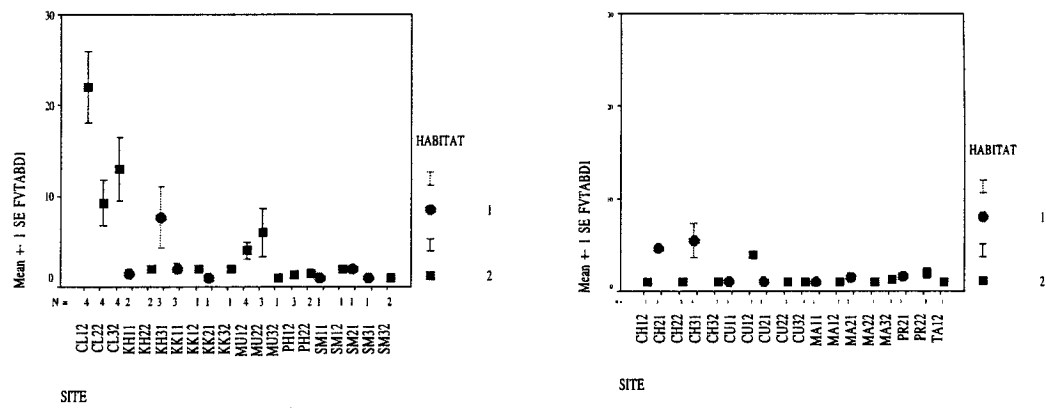 30
20
10
0
Mean +- 1 SE FVTABD1
N = 4 4 4 2 2 3 3 1 1 1 4 3 1 3 2 1 1 1 1 2
CL12 CL22 CL32 KH11 KH22 KH31 KK11 KK12 KK21 KK32 MU12 MU22 MU32 PH12 PH22 SM11 SM12 SM21 SM31 SM32
SITE
HABITAT
1
2
Mean +- 1 SE FVTABD1
CH12 CH21 CH22 CH31 CH32 CU11 CU12 CU21 CU22 CU32 MA11 MA12 MA21 MA22 MA32 PR21 PR22 TA12
SITE
HABITAT
1
2